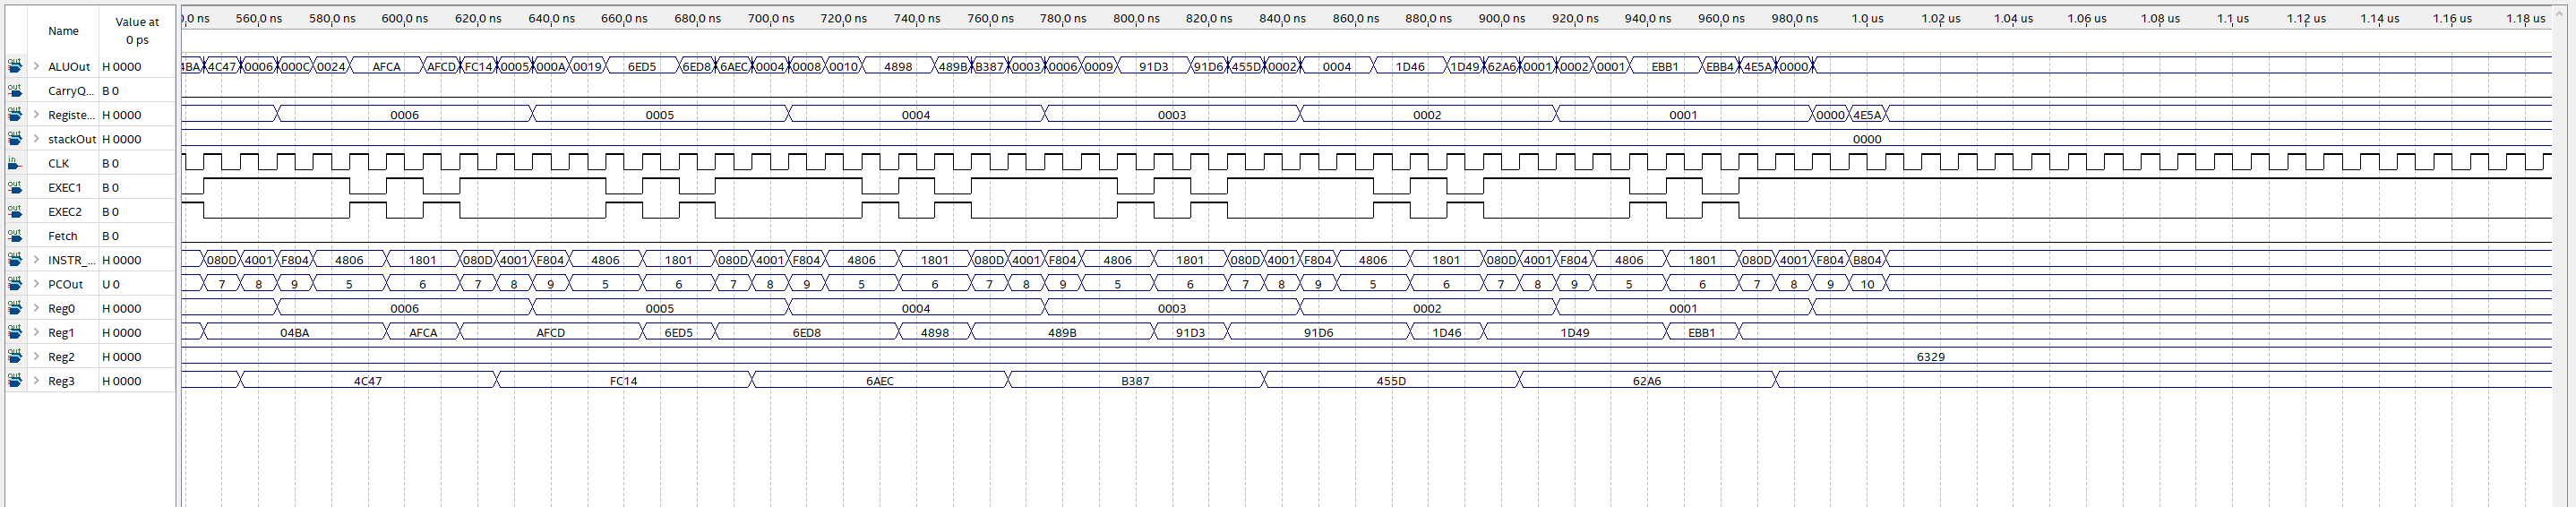 Name Value at 0 ps 0,0 ns 560,0 ns 580,0 ns 600,0 ns 620,0 ns 640,0 ns 660,0 ns 680,0 ns 700,0 ns 720,0 ns 740,0 ns 760,0 ns 780,0 ns 800,0 ns 820,0 ns 840,0 ns 860,0 ns 880,0 ns 900,0 ns 920,0 ns 940,0 ns 960,0 ns 980,0 ns 1.0 us 1.02 us 1.04 us 1.06 us 1.08 us 1.1 us 1.12 us 1.14 us 1.16 us 1.18 us
out ALUOut H 0000 4BA 4C47 0006 000C 0024 AFCA AFCD FC14 0005 000A 0019 6ED5 6ED8 6AEC 0004 0008 0010 4898 489B B387 0003 0006 0009 91D3 91D6 455D 0002 0004 1D46 1D49 62A6 0001 0002 0001 EBB1 EBB4 4E5A 0000
out CarryQ... B 0
out Registe... H 0000 0006 0005 0004 0003 0002 0001 0000 4E5A
out stackOut H 0000 0000
in CLK B 0
out EXEC1 B 0
out EXEC2 B 0
out Fetch B 0
out INSTR_... H 0000 080D 4001 F804 4806 1801 080D 4001 F804 4806 1801 080D 4001 F804 4806 1801 080D 4001 F804 4806 1801 080D 4001 F804 4806 1801 080D 4001 F804 4806 1801 080D 4001 F804 B804
out PCOut U 0 7 8 9 5 6 7 8 9 5 6 7 8 9 5 6 7 8 9 5 6 7 8 9 5 6 7 8 9 5 6 7 8 9 10
out Reg0 H 0000 0006 0005 0004 0003 0002 0001
out Reg1 H 0000 04BA AFCA AFCD 6ED5 6ED8 4898 489B 91D3 91D6 1D46 1D49 EBB1
out Reg2 H 0000 6329
out Reg3 H 0000 4C47 FC14 6AEC B387 455D 62A6